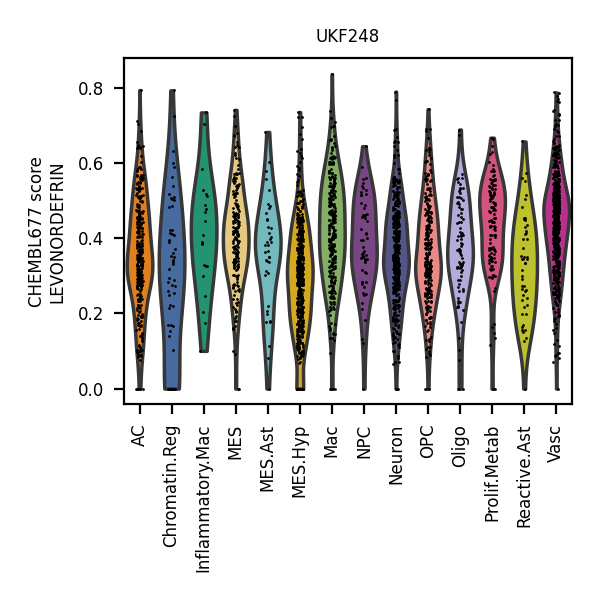 UKF248
CHEMBL677 score
LEVONORDEFRIN
0.8
0.6
0.4
0.2
0.0
AC
Chromatin.Reg
Inflammatory.Mac
MES
MES.Ast
MES.Hyp
Mac
NPC
Neuron
OPC
Oligo
Prolif.Metab
Reactive.Ast
Vasc